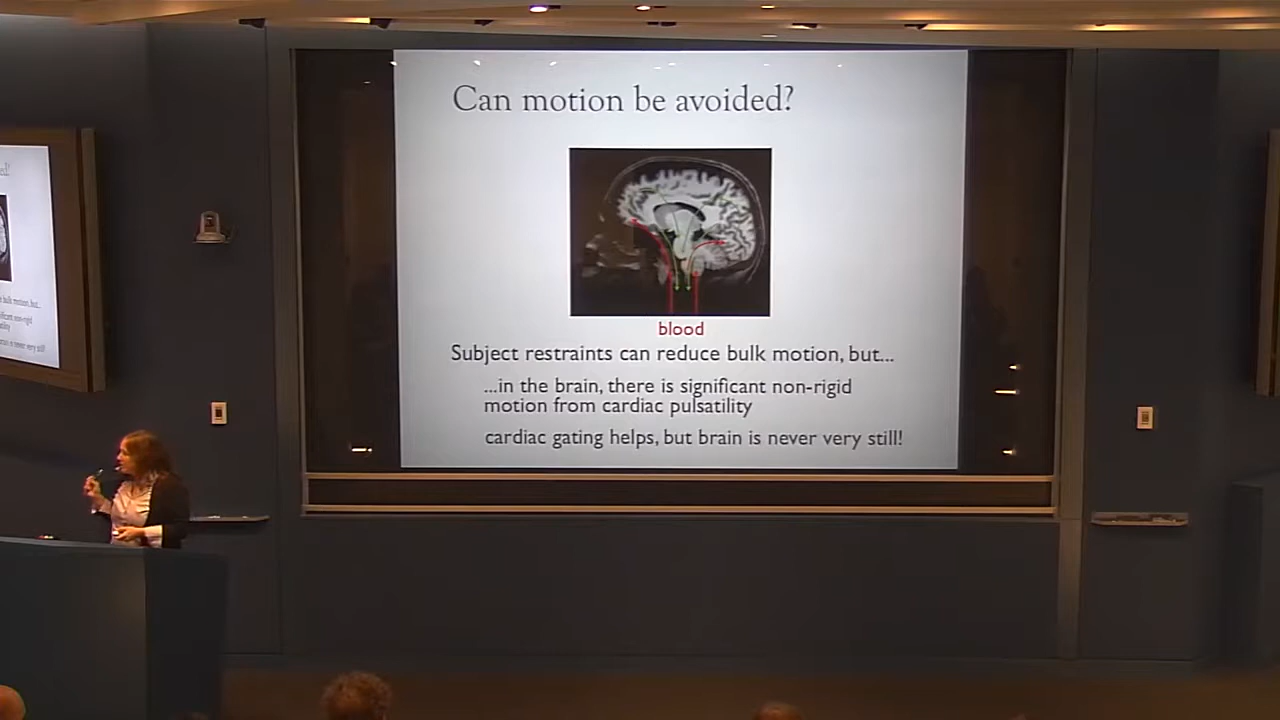 Can motion be avoided?
blood
Subject restraints can reduce bulk motion, but...
...in the brain, there is significant non-rigid
motion from cardiac pulsatility
cardiac gating helps, but brain is never very still!